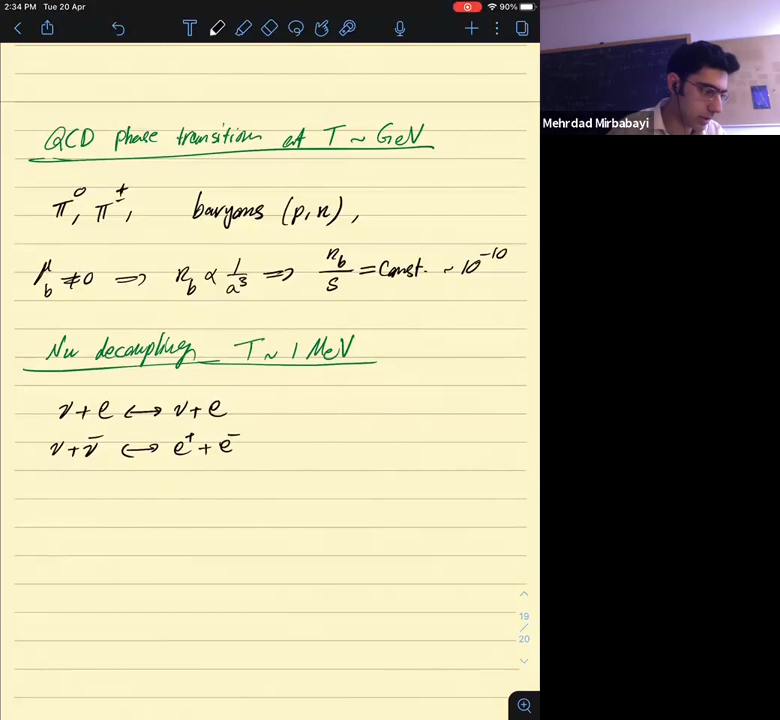 2:34 PM Tue 20 Apr
90%
Mehrdad Mirbabayi
QCD phase transition at T ~ GeV
π⁰, π^±, baryons (p, n),
μ_b ≠ 0 ⟹ n_b ∝ 1/a³ ⟹ n_b/s = Const. ~ 10⁻¹⁰
Nu decoupling T ~ 1 MeV
ν + e ⟷ ν + e
ν + ν̄ ⟷ e⁺ + e⁻
19
/
20